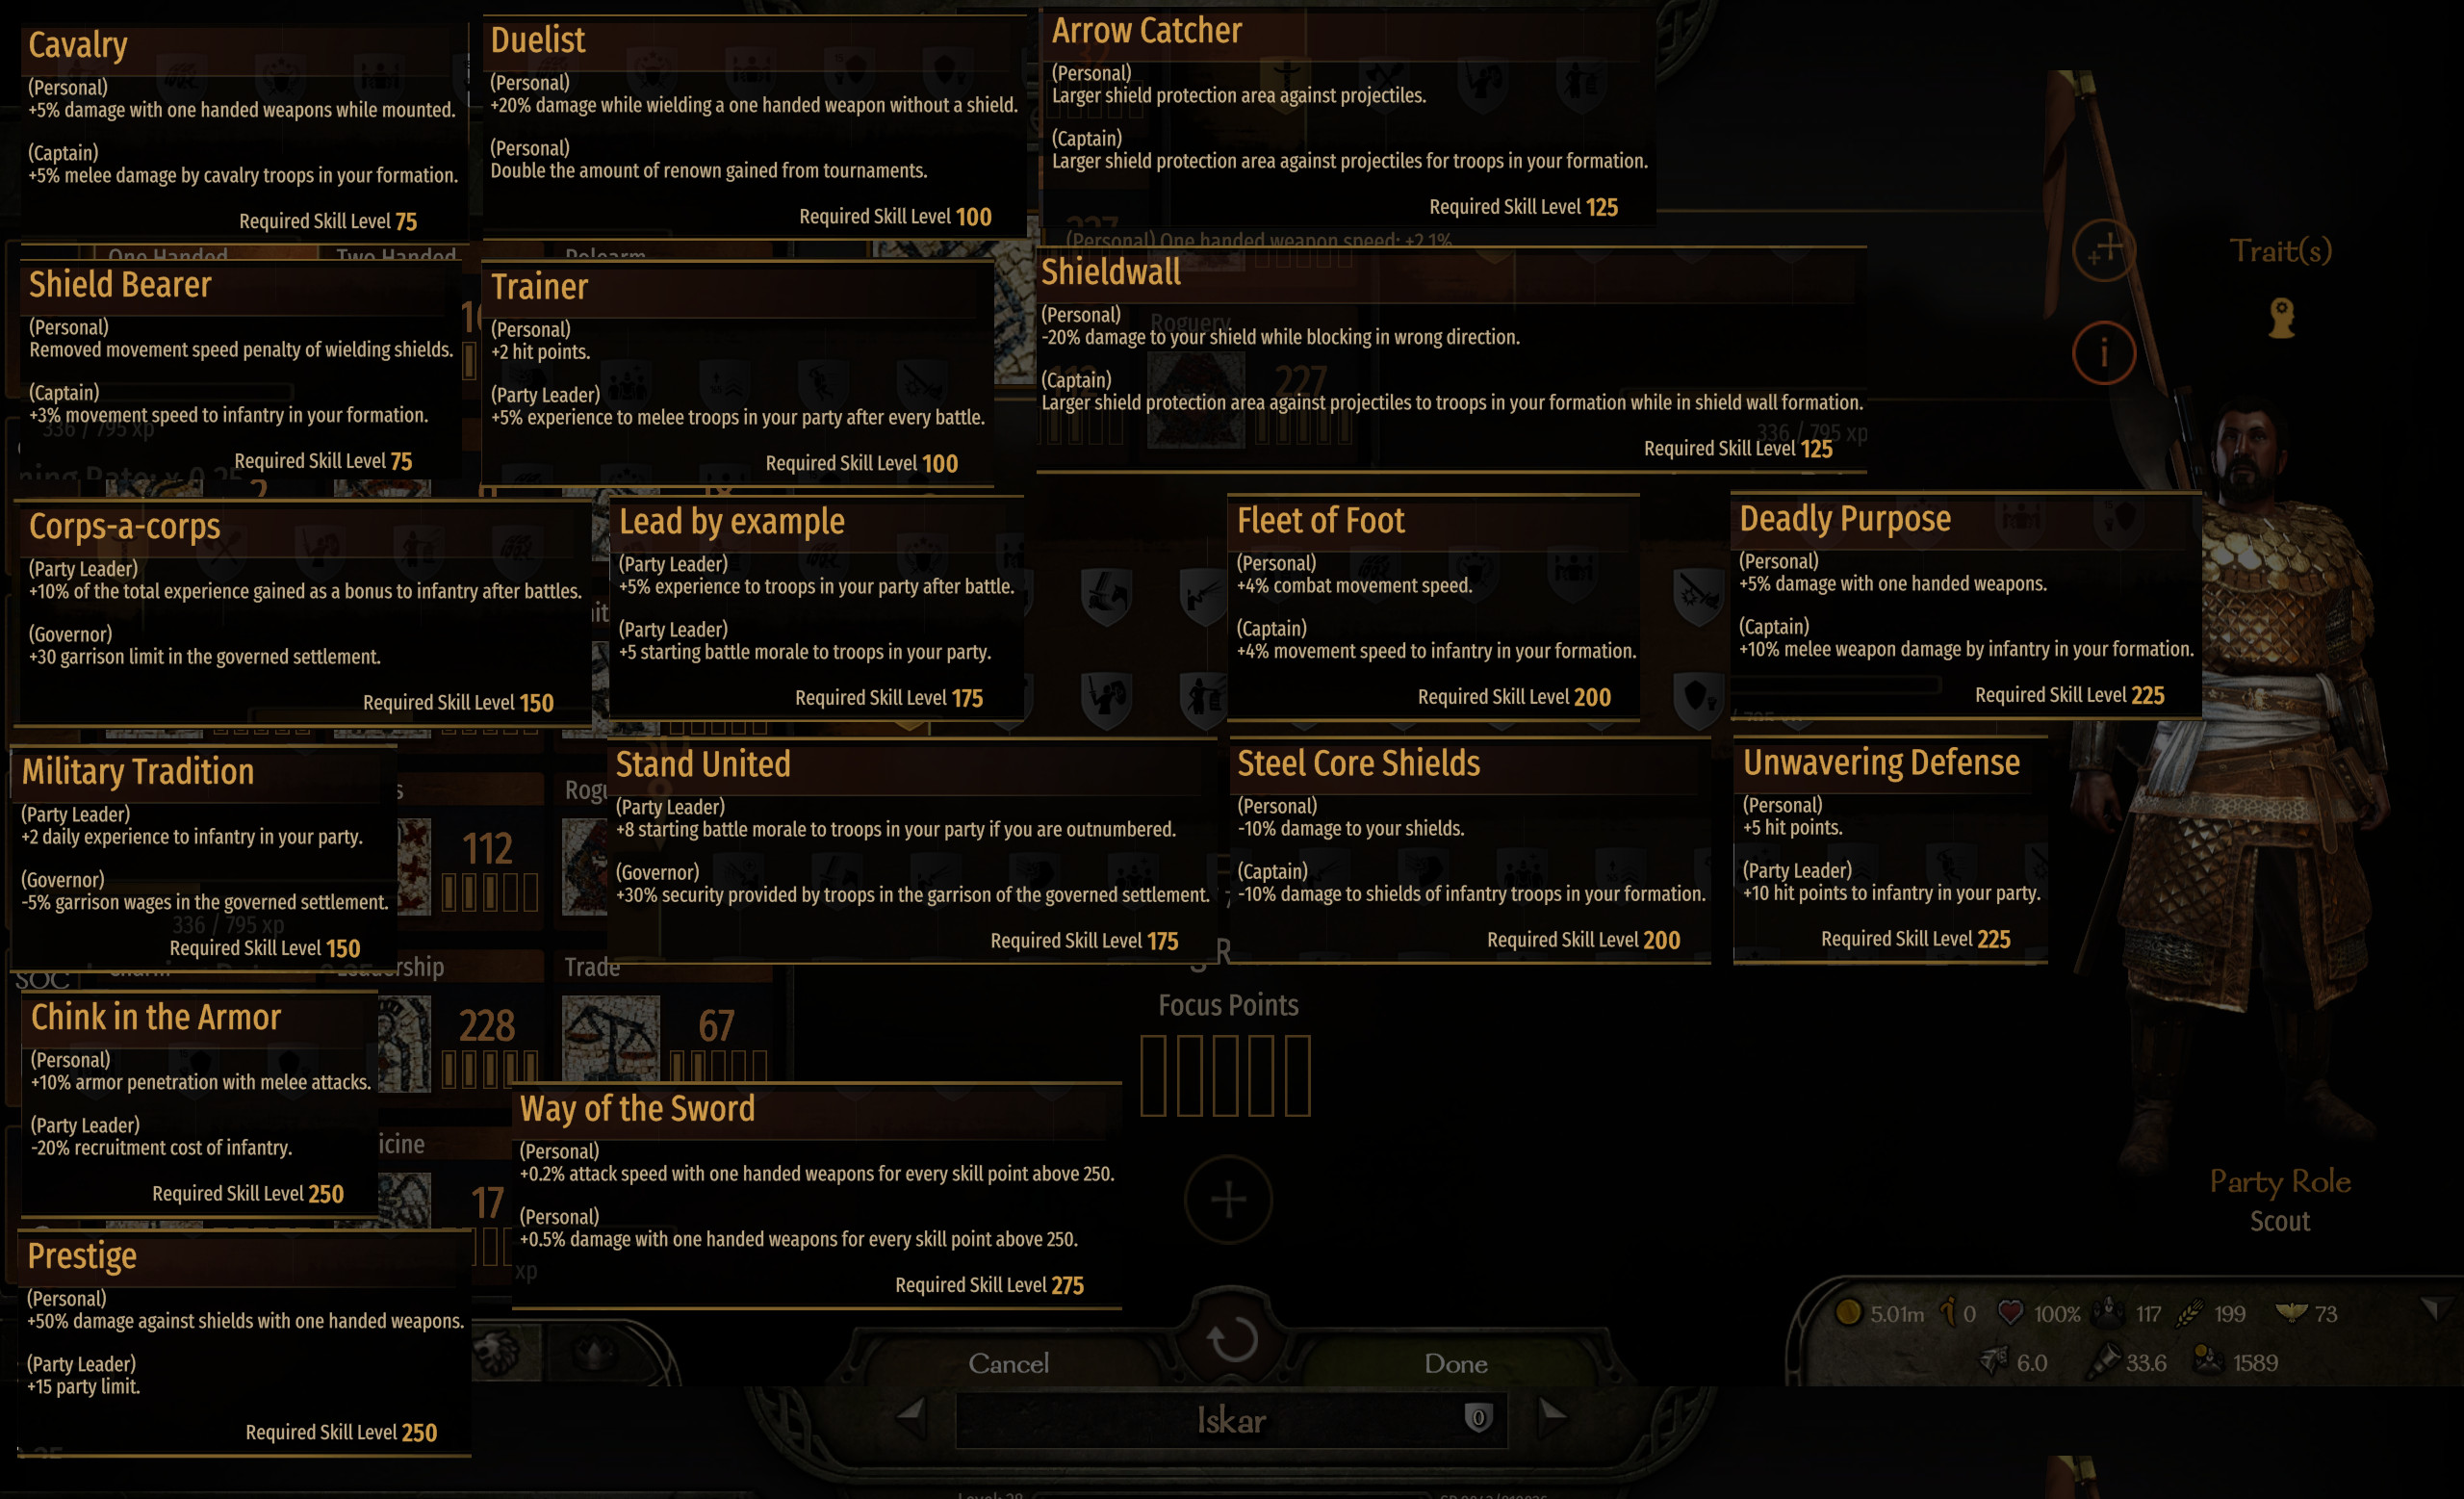 Cavalry
(Personal)
+5% damage with one handed weapons while mounted.
(Captain)
+5% melee damage by cavalry troops in your formation.
Required Skill Level 75
Duelist
(Personal)
+20% damage while wielding a one handed weapon without a shield.
(Personal)
Double the amount of renown gained from tournaments.
Required Skill Level 100
Arrow Catcher
(Personal)
Larger shield protection area against projectiles.
(Captain)
Larger shield protection area against projectiles for troops in your formation.
Required Skill Level 125
(Personal) One handed weapon speed: +2.1%
Trait(s)
Shield Bearer
(Personal)
Removed movement speed penalty of wielding shields.
(Captain)
+3% movement speed to infantry in your formation.
336 / 795 xp
Required Skill Level 75
Trainer
(Personal)
+2 hit points.
(Party Leader)
+5% experience to melee troops in your party after every battle.
Required Skill Level 100
Shieldwall
(Personal)
Roguery
-20% damage to your shield while blocking in wrong direction.
227
(Captain)
Larger shield protection area against projectiles to troops in your formation while in shield wall formation.
336 / 795 xp
Required Skill Level 125
Corps-a-corps
(Party Leader)
+10% of the total experience gained as a bonus to infantry after battles.
(Governor)
+30 garrison limit in the governed settlement.
Required Skill Level 150
Lead by example
(Party Leader)
+5% experience to troops in your party after battle.
(Party Leader)
+5 starting battle morale to troops in your party.
Required Skill Level 175
Fleet of Foot
(Personal)
+4% combat movement speed.
(Captain)
+4% movement speed to infantry in your formation.
Required Skill Level 200
Deadly Purpose
(Personal)
+5% damage with one handed weapons.
(Captain)
+10% melee weapon damage by infantry in your formation.
Required Skill Level 225
Military Tradition
(Party Leader)
+2 daily experience to infantry in your party.
(Governor)
-5% garrison wages in the governed settlement.
336 / 795 xp
Required Skill Level 150
112
Stand United
(Party Leader)
+8 starting battle morale to troops in your party if you are outnumbered.
(Governor)
+30% security provided by troops in the garrison of the governed settlement.
Required Skill Level 175
Steel Core Shields
(Personal)
-10% damage to your shields.
(Captain)
-10% damage to shields of infantry troops in your formation.
Required Skill Level 200
Unwavering Defense
(Personal)
+5 hit points.
(Party Leader)
+10 hit points to infantry in your party.
Required Skill Level 225
SOC
Trade
228
67
Focus Points
Chink in the Armor
(Personal)
+10% armor penetration with melee attacks.
(Party Leader)
-20% recruitment cost of infantry.
Required Skill Level 250
17
Way of the Sword
(Personal)
+0.2% attack speed with one handed weapons for every skill point above 250.
(Personal)
+0.5% damage with one handed weapons for every skill point above 250.
Required Skill Level 275
Party Role
Scout
Prestige
(Personal)
+50% damage against shields with one handed weapons.
(Party Leader)
+15 party limit.
Required Skill Level 250
xp
5.01m 0 100% 117 199 73
6.0 33.6 1589
Cancel
Done
Iskar
0